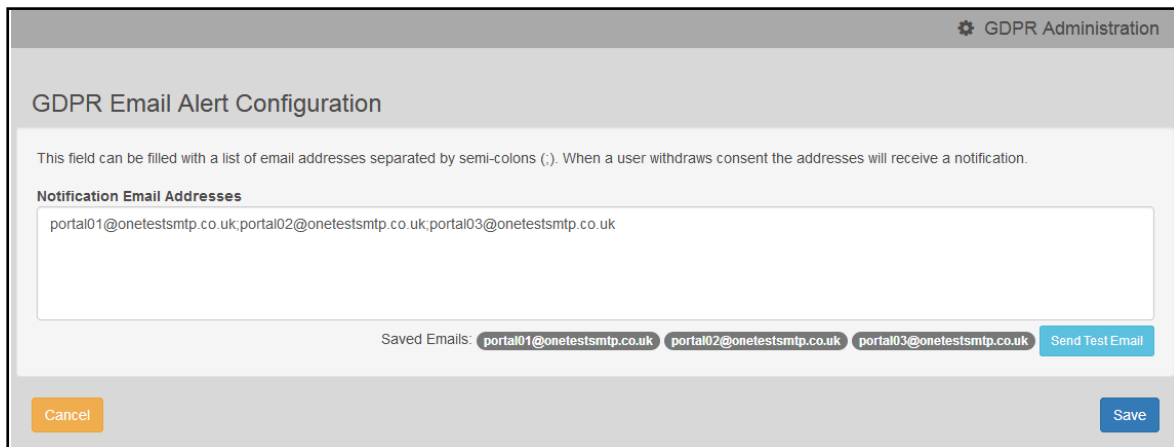 GDPR Administration
GDPR Email Alert Configuration
This field can be filled with a list of email addresses separated by semi-colons (;). When a user withdraws consent the addresses will receive a notification.
Notification Email Addresses
portal01@onetestsmtp.co.uk;portal02@onetestsmtp.co.uk;portal03@onetestsmtp.co.uk
Saved Emails: portal01@onetestsmtp.co.uk portal02@onetestsmtp.co.uk portal03@onetestsmtp.co.uk Send Test Email
Cancel Save